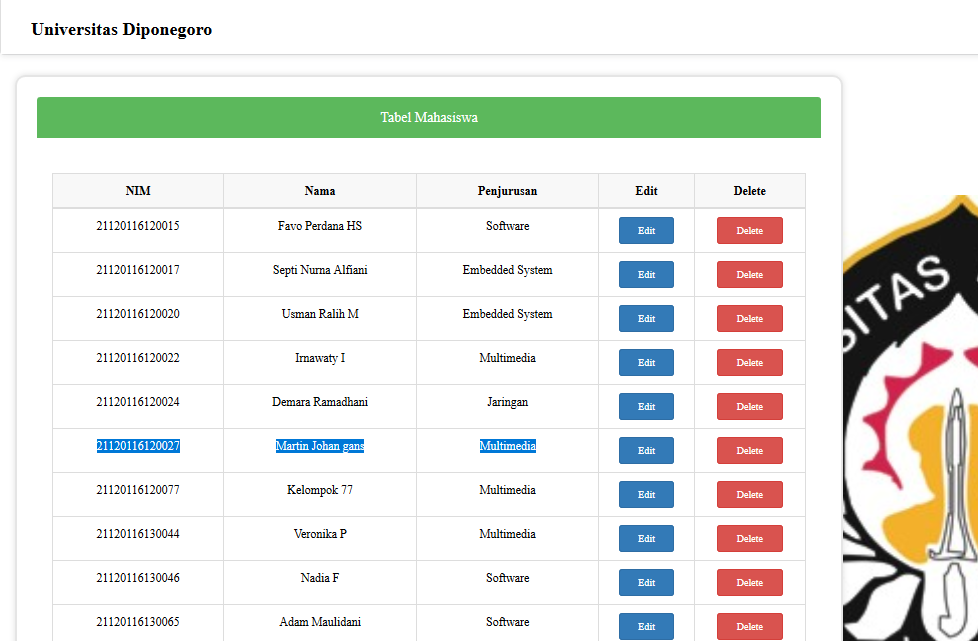 Universitas Diponegoro
Tabel Mahasiswa
NIM Nama Penjurusan Edit Delete
21120116120015 Favo Perdana HS Software Edit Delete
21120116120017 Septi Nurna Alfiani Embedded System Edit Delete
21120116120020 Usman Ralih M Embedded System Edit Delete
21120116120022 Irnawaty I Multimedia Edit Delete
21120116120024 Demara Ramadhani Jaringan Edit Delete
21120116120027 Martin Johan gans Multimedia Edit Delete
21120116120077 Kelompok 77 Multimedia Edit Delete
21120116130044 Veronika P Multimedia Edit Delete
21120116130046 Nadia F Software Edit Delete
21120116130065 Adam Maulidani Software Edit Delete
SITAS